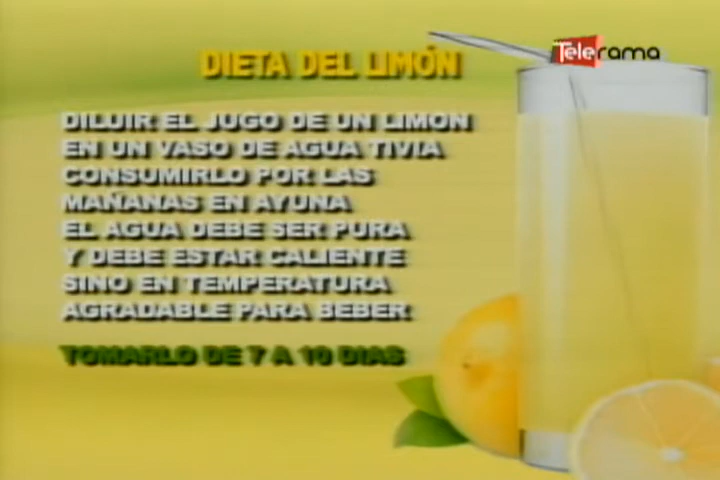 Telerama
DIETA DEL LIMÓN
DILUIR EL JUGO DE UN LIMON
EN UN VASO DE AGUA TIVIA
CONSUMIRLO POR LAS
MAÑANAS EN AYUNA
EL AGUA DEBE SER PURA
Y DEBE ESTAR CALIENTE
SINO EN TEMPERATURA
AGRADABLE PARA BEBER
TOMARLO DE 7 A 10 DIAS